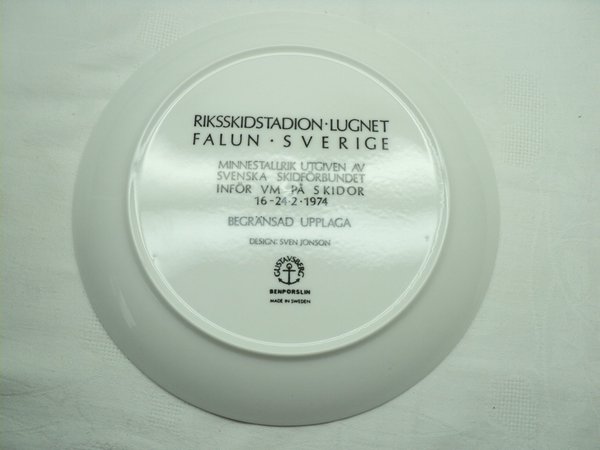 RIKSSKIDSTADION·LUGNET
FALUN · SVERIGE
MINNESTALLRIK UTGIVEN AV
SVENSKA SKIDFÖRBUNDET
INFÖR VM PÅ SKIDOR
16-24·2·1974
BEGRÄNSAD UPPLAGA
DESIGN: SVEN JONSON
GUSTAVSBERG
BENPORSLIN
MADE IN SWEDEN